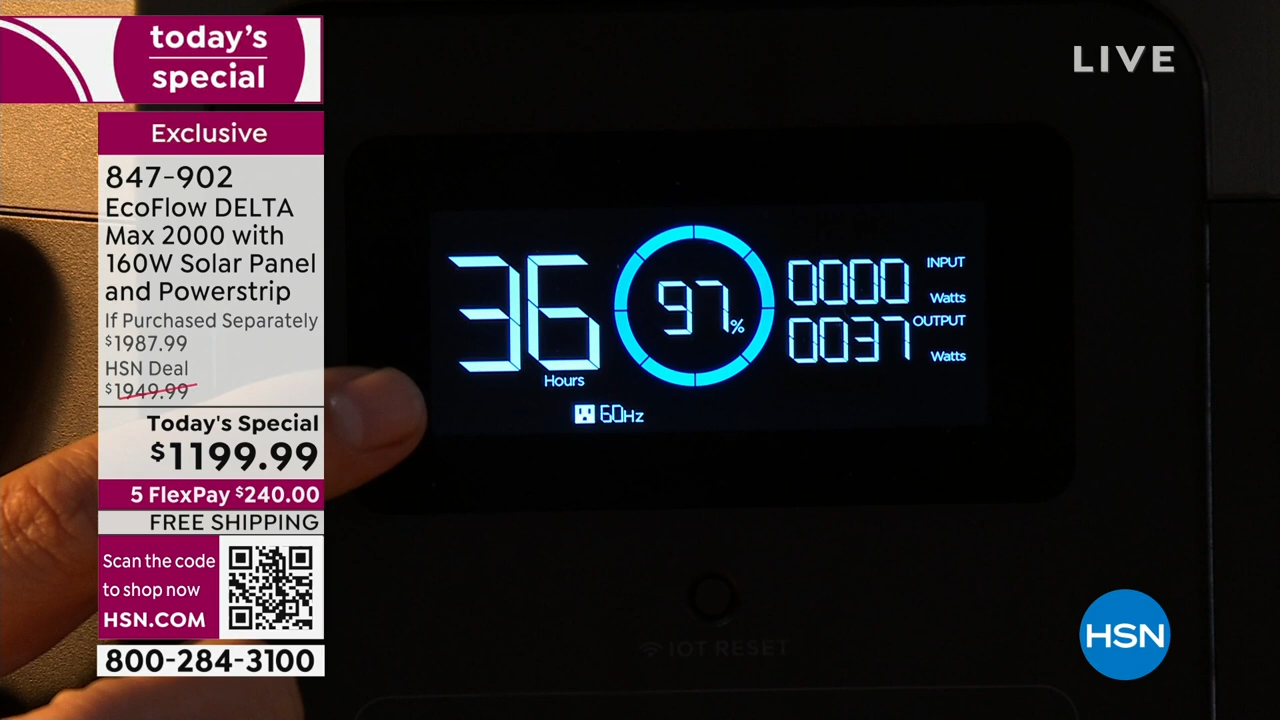 today's
special
LIVE
Exclusive
847-902
EcoFlow DELTA
Max 2000 with
160W Solar Panel
and Powerstrip
If Purchased Separately
$1987.99
HSN Deal
$1949.99
Today's Special
$1199.99
5 FlexPay $240.00
FREE SHIPPING
Scan the code
to shop now
HSN.COM
800-284-3100
36
Hours
97%
0000
INPUT
Watts
0037
OUTPUT
Watts
60Hz
IOT RESET
HSN